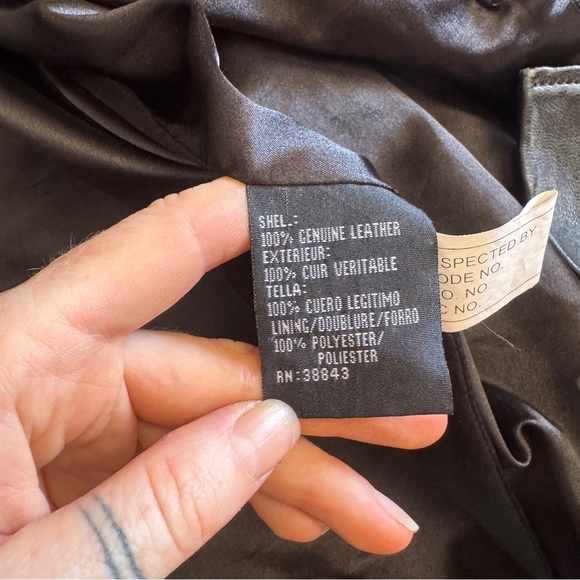 SHEL.:
100% GENUINE LEATHER
EXTERIEUR:
100% CUIR VERITABLE
TELLA:
100% CUERO LEGITIMO
LINING/DOUBLURE/FORRO
100% POLYESTER/
POLIESTER
RN:38843
SPECTED BY
ODE NO.
O. NO.
C NO.